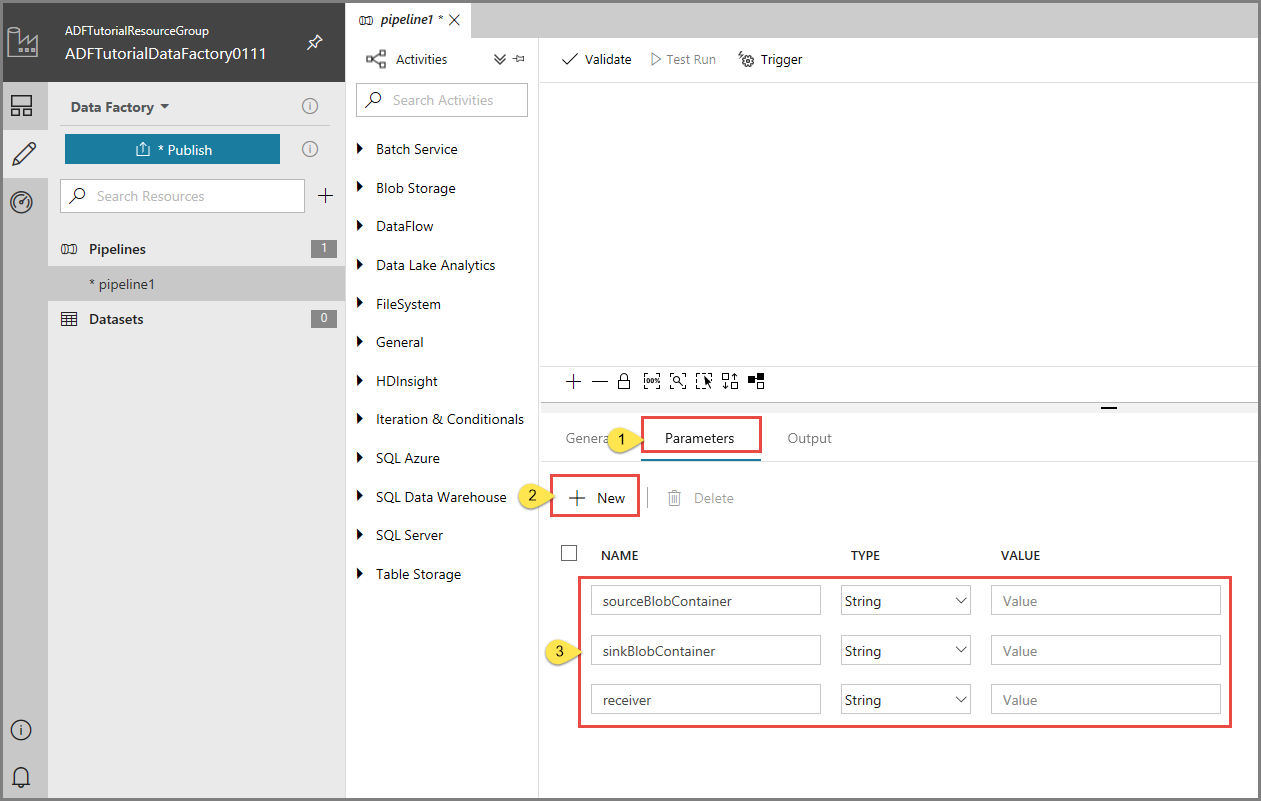 ADFTutorialResourceGroup
ADFTutorialDataFactory0111
Data Factory
* Publish
Search Resources
Pipelines 1
* pipeline1
Datasets 0
pipeline1 *
Activities
Search Activities
Batch Service
Blob Storage
DataFlow
Data Lake Analytics
FileSystem
General
HDInsight
Iteration & Conditionals
SQL Azure
SQL Data Warehouse
SQL Server
Table Storage
Validate Test Run Trigger
100%
Genera 1 Parameters Output
2 New Delete
NAME TYPE VALUE
sourceBlobContainer String Value
3 sinkBlobContainer String Value
receiver String Value